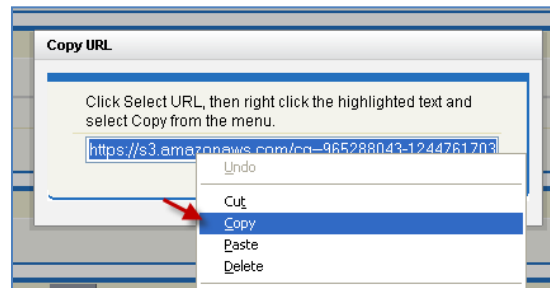 Copy URL
Click Select URL, then right click the highlighted text and
select Copy from the menu.
https://s3.amazonaws.com/cg--965288043-1244761703
Undo
Cut
Copy
Paste
Delete